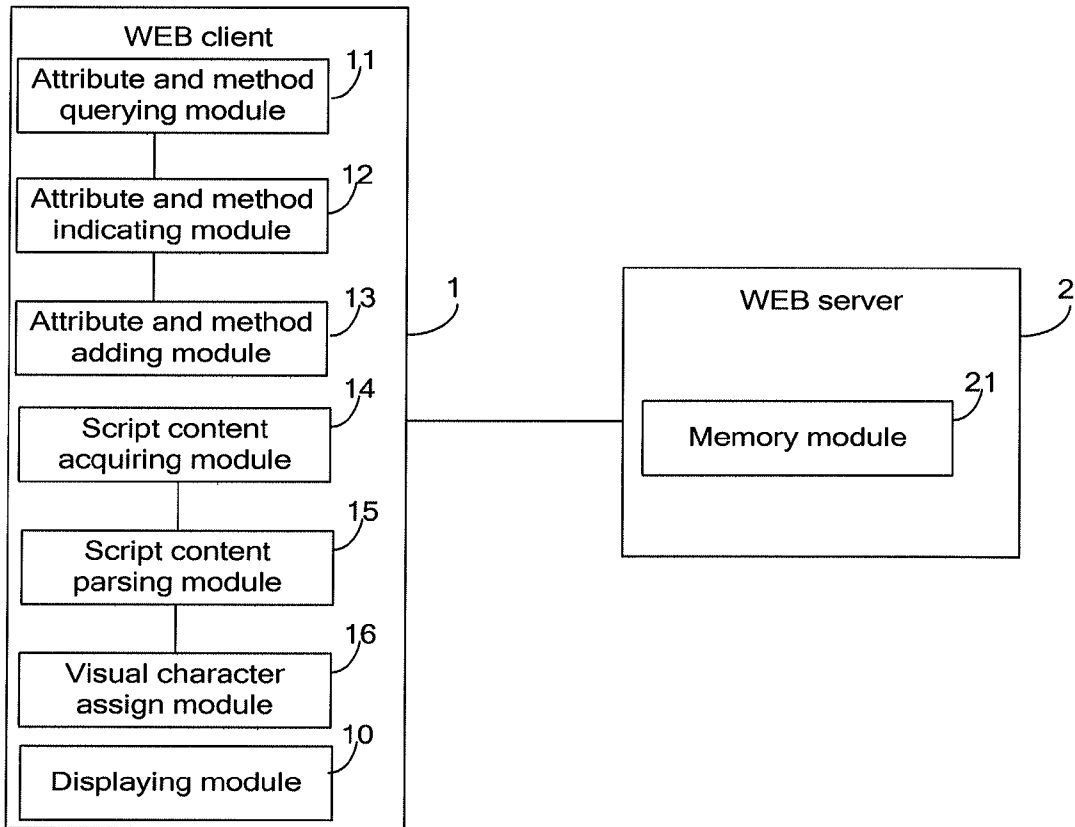 WEB client
11
Attribute and method
querying module
12
Attribute and method
indicating module
13
Attribute and method
adding module
14
Script content
acquiring module
15
Script content
parsing module
16
Visual character
assign module
10
Displaying module
1
WEB server
2
21
Memory module